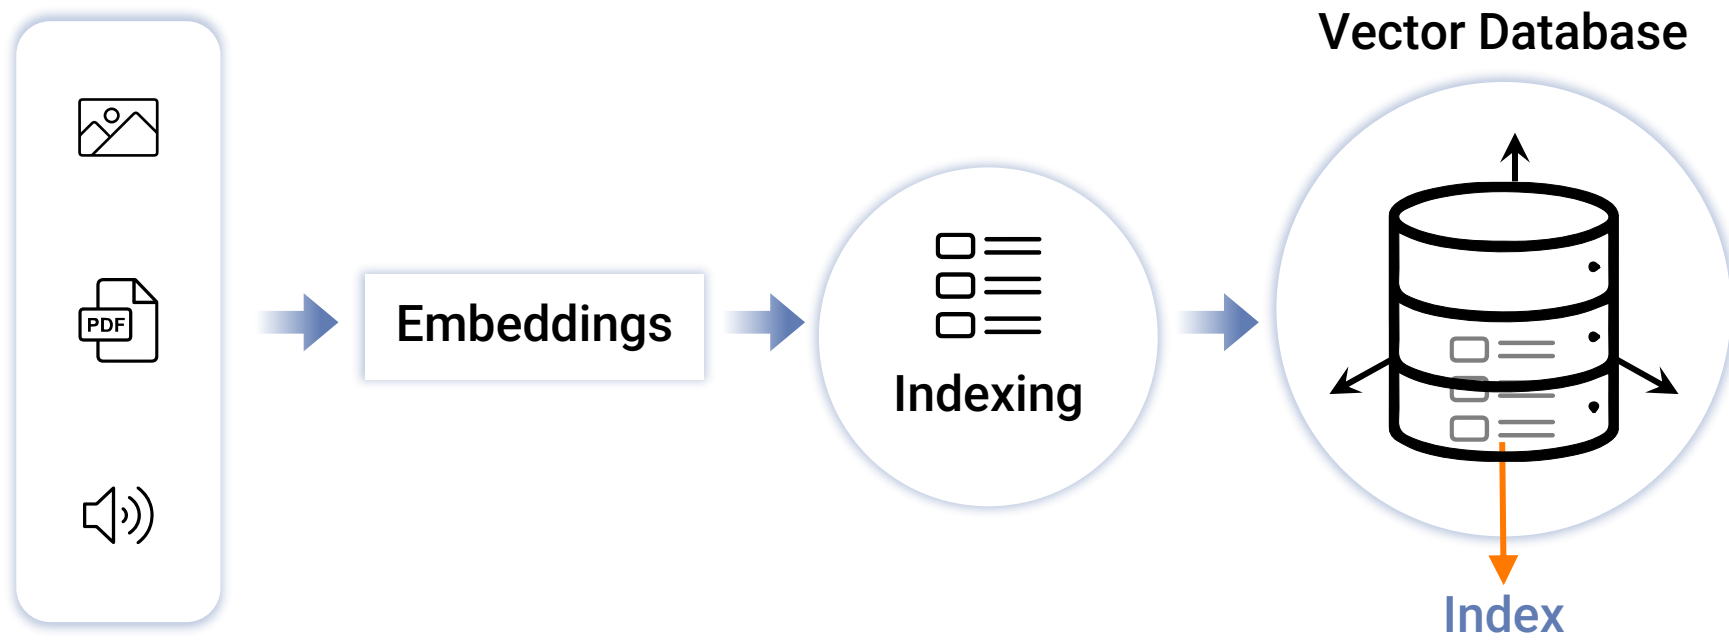 Vector Database
PDF
Embeddings
Indexing
Index